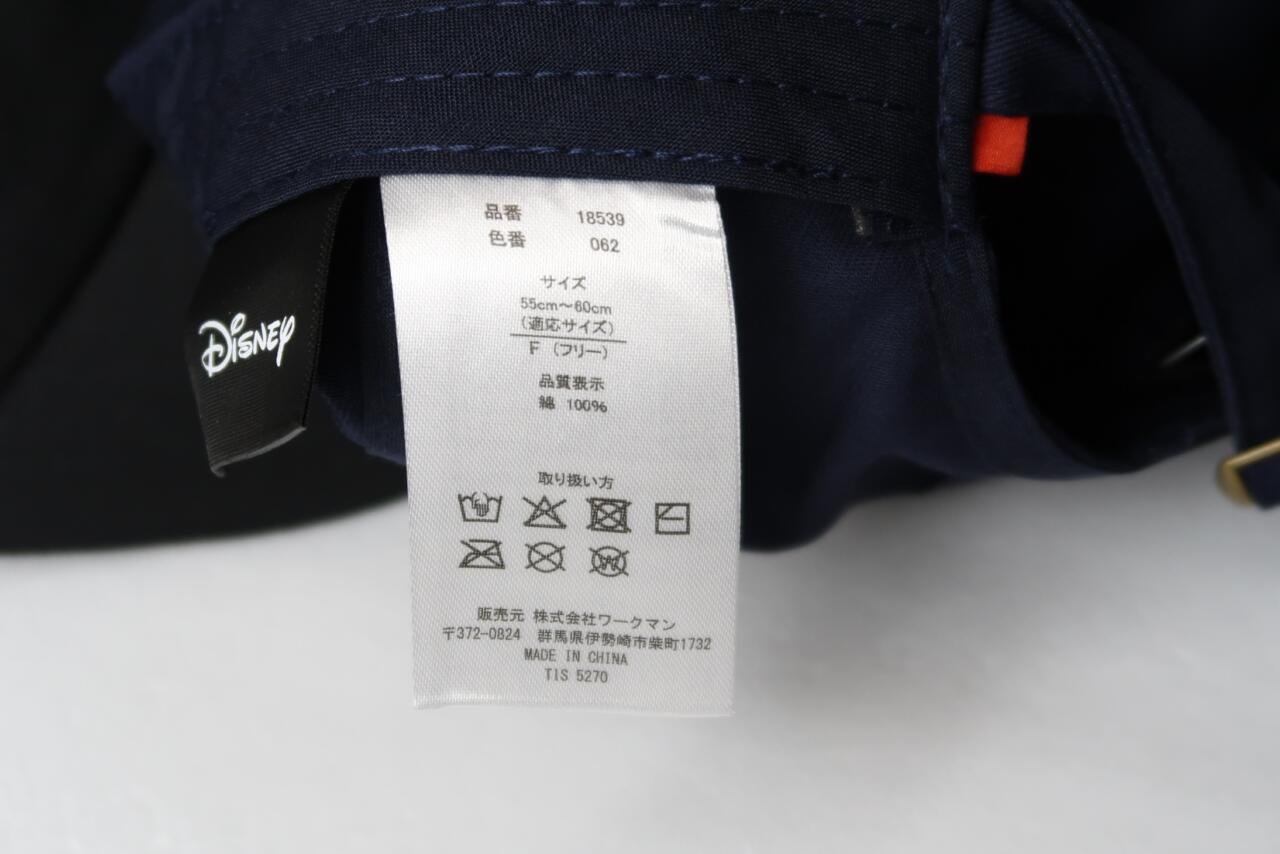 DISNEY
品番 18539
色番 062
サイズ
55cm～60cm
(適応サイズ)
F (フリー)
品質表示
綿 100%
取り扱い方
販売元 株式会社ワークマン
〒372-0824 群馬県伊勢崎市柴町1732
MADE IN CHINA
TIS 5270